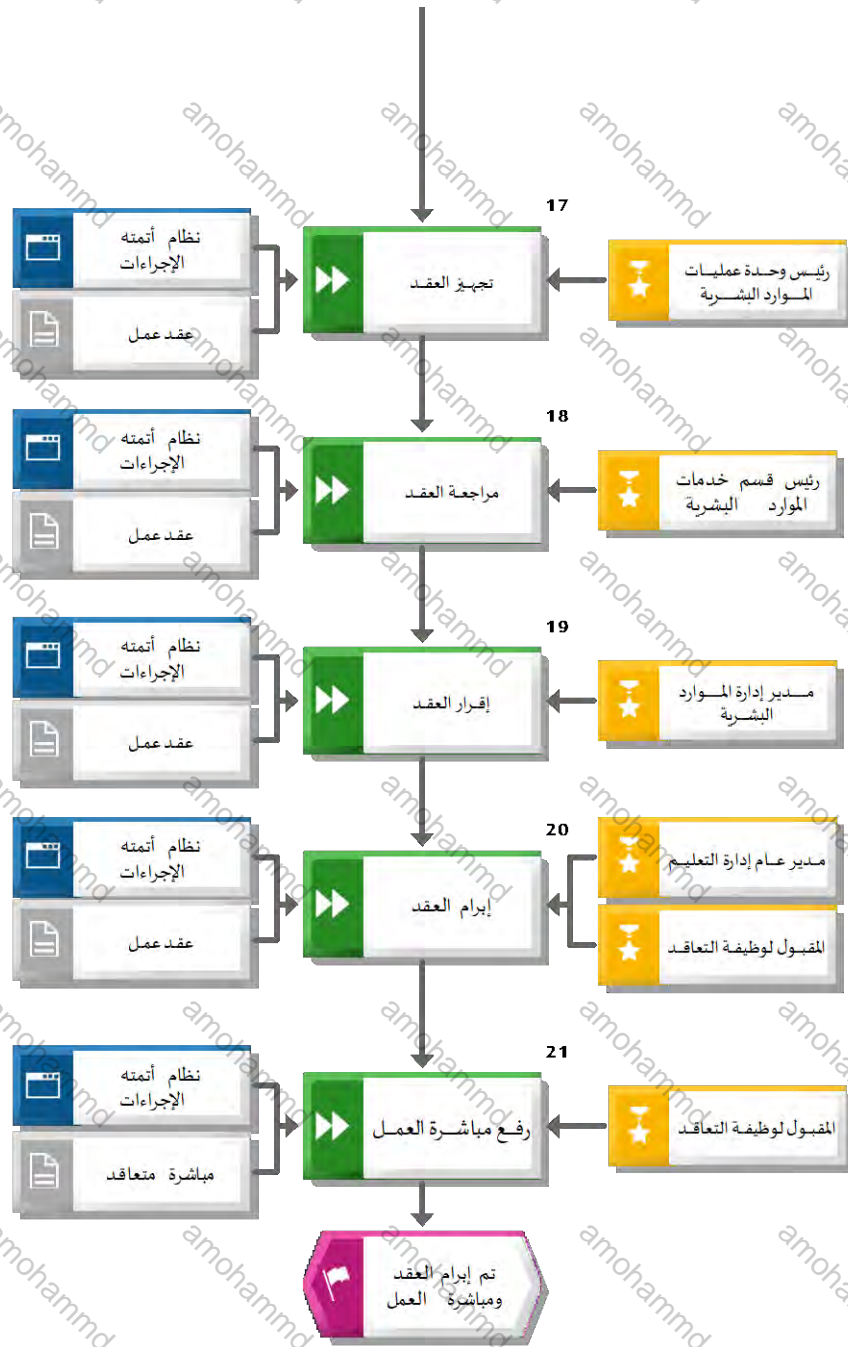 17
رئيس وحدة عمليات
الموارد البشرية
تجهيز العقد
نظام أتمته
الإجراءات
عقد عمل
18
رئيس قسم خدمات
الموارد البشرية
مراجعة العقد
نظام أتمته
الإجراءات
عقد عمل
19
مدير إدارة الموارد
البشرية
إقرار العقد
نظام أتمته
الإجراءات
عقد عمل
20
مدير عام إدارة التعليم
المقبول لوظيفة التعاقد
إبرام العقد
نظام أتمته
الإجراءات
عقد عمل
21
المقبول لوظيفة التعاقد
رفع مباشرة العمل
نظام أتمته
الإجراءات
مباشرة متعاقد
تم إبرام العقد
ومباشرة العمل
amohammd